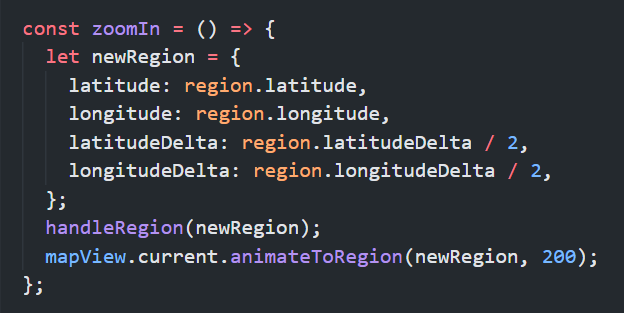 const zoomIn = () => {
  let newRegion = {
    latitude: region.latitude,
    longitude: region.longitude,
    latitudeDelta: region.latitudeDelta / 2,
    longitudeDelta: region.longitudeDelta / 2,
  };
  handleRegion(newRegion);
  mapView.current.animateToRegion(newRegion, 200);
};